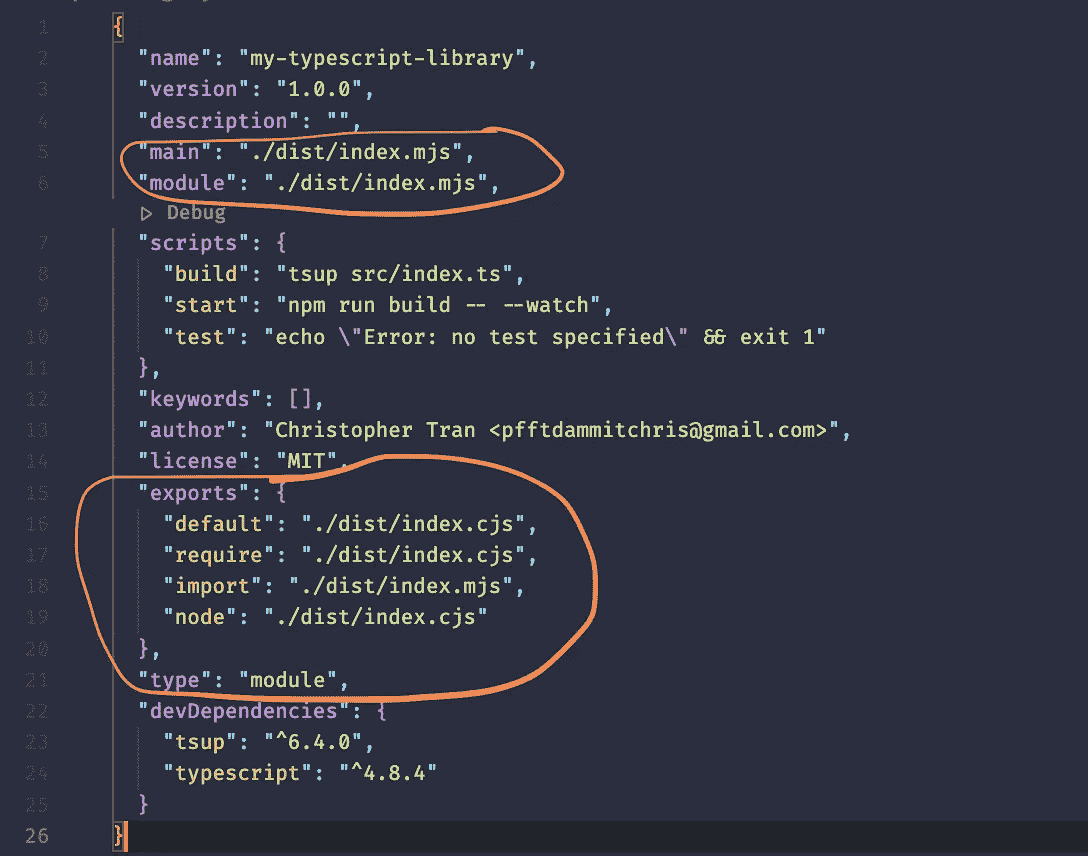 1 {
2 "name": "my-typescript-library",
3 "version": "1.0.0",
4 "description": "",
5 "main": "./dist/index.mjs",
6 "module": "./dist/index.mjs",
▷ Debug
7 "scripts": {
8 "build": "tsup src/index.ts",
9 "start": "npm run build -- --watch",
10 "test": "echo \"Error: no test specified\" && exit 1"
11 },
12 "keywords": [],
13 "author": "Christopher Tran <pfftdammitchris@gmail.com>",
14 "license": "MIT",
15 "exports": {
16 "default": "./dist/index.cjs",
17 "require": "./dist/index.cjs",
18 "import": "./dist/index.mjs",
19 "node": "./dist/index.cjs"
20 },
21 "type": "module",
22 "devDependencies": {
23 "tsup": "^6.4.0",
24 "typescript": "^4.8.4"
25 }
26 }